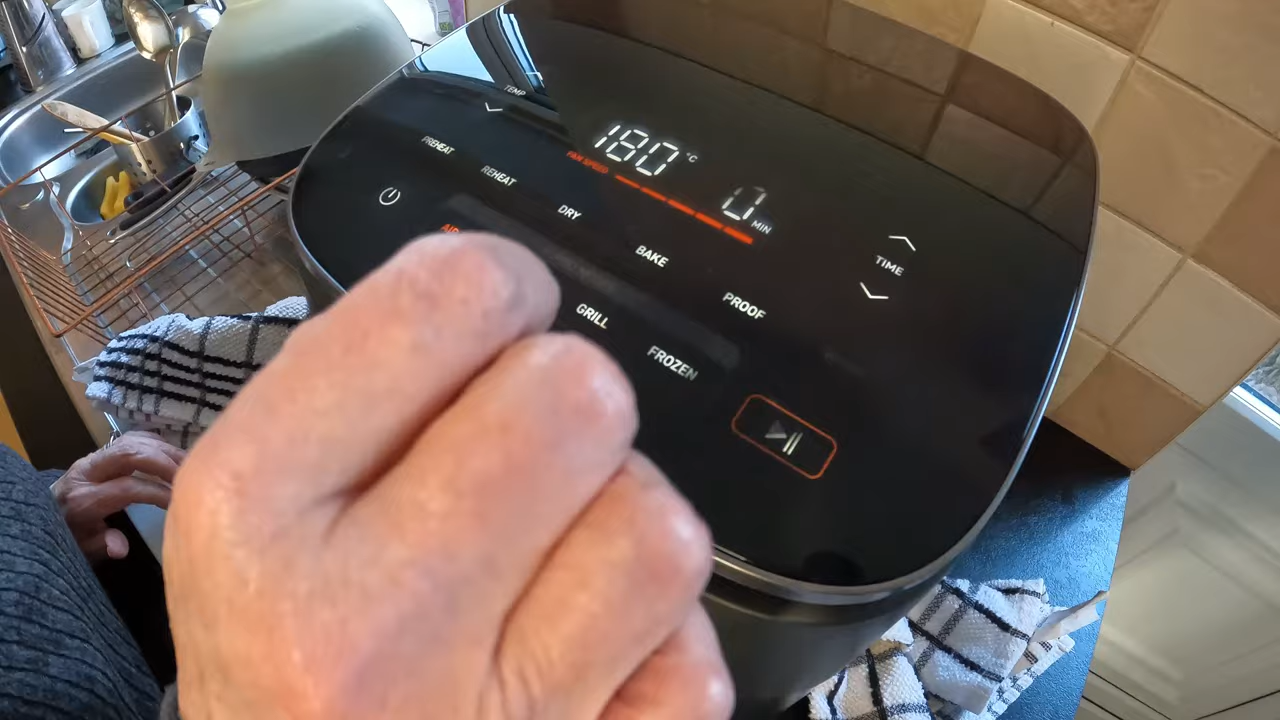 TEMP
180 °C
FAN SPEED
0 MIN
PREHEAT
REHEAT
DRY
BAKE
PROOF
TIME
GRILL
FROZEN